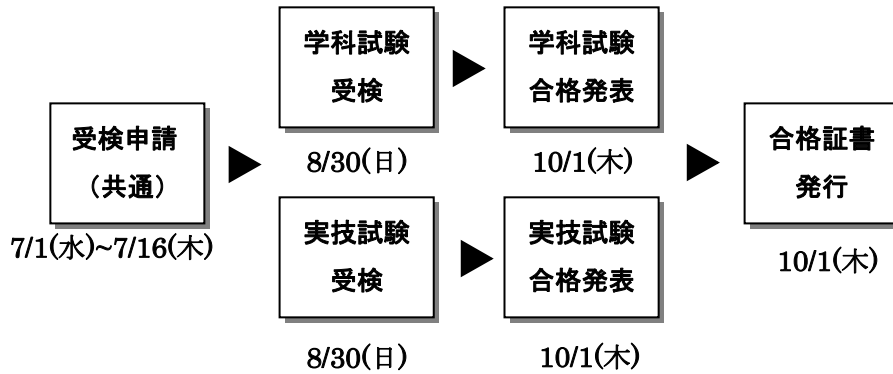 受検申請
（共通）
7/1(水)~7/16(木)
学科試験
受検
8/30(日)
学科試験
合格発表
10/1(木)
実技試験
受検
8/30(日)
実技試験
合格発表
10/1(木)
合格証書
発行
10/1(木)